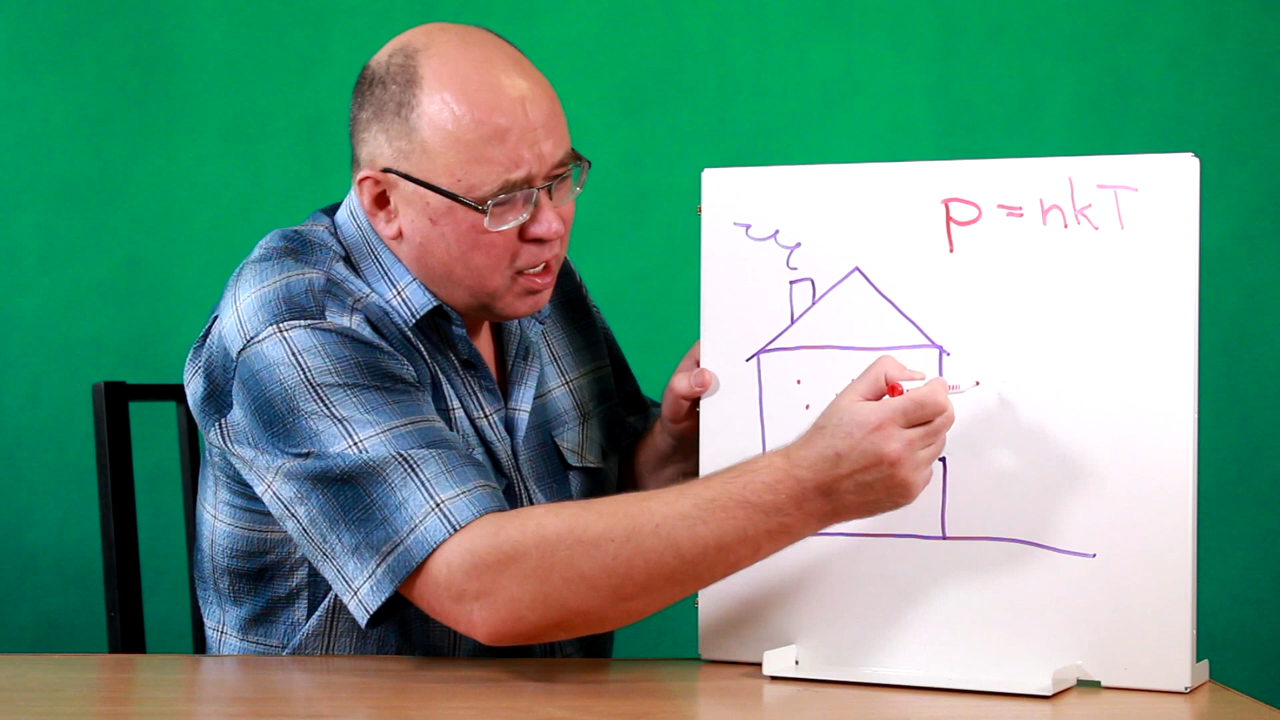 p = nkT